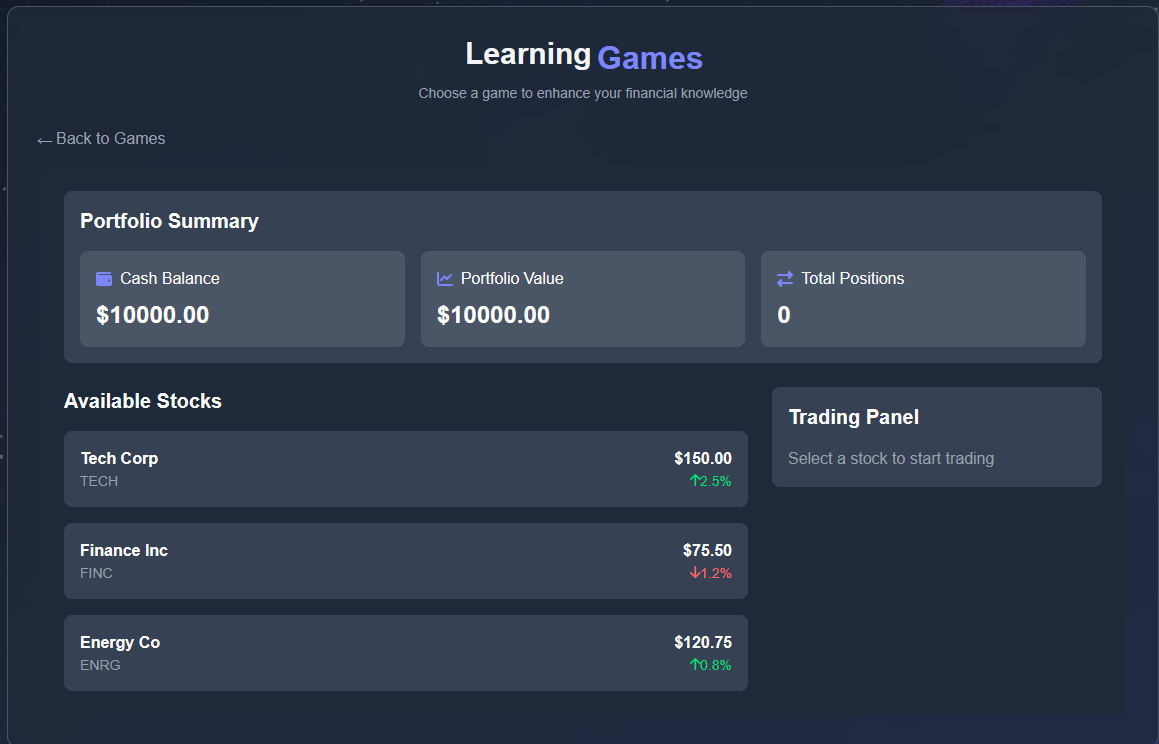 Learning Games
Choose a game to enhance your financial knowledge
← Back to Games
Portfolio Summary
Cash Balance
$10000.00
Portfolio Value
$10000.00
Total Positions
0
Available Stocks
Tech Corp
$150.00
TECH
↑2.5%
Finance Inc
$75.50
FINC
↓1.2%
Energy Co
$120.75
ENRG
↑0.8%
Trading Panel
Select a stock to start trading